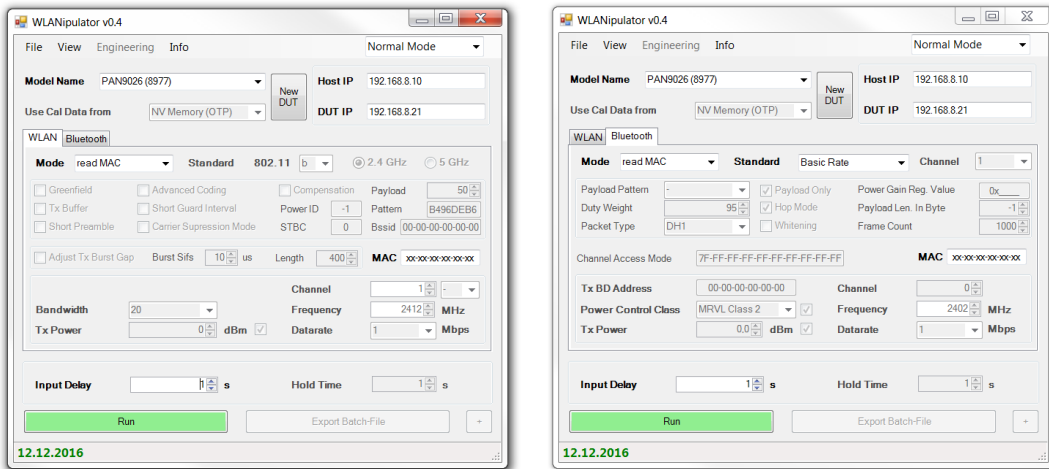 WLANipulator v0.4
File View Engineering Info Normal Mode
Model Name PAN9026 (8977) New DUT Host IP 192.168.8.10
Use Cal Data from NV Memory (OTP) DUT IP 192.168.8.21
WLAN Bluetooth
Mode read MAC Standard 802.11 b 2.4 GHz 5 GHz
Greenfield Advanced Coding Compensation Payload 50
Tx Buffer Short Guard Interval Power ID -1 Pattern B496DEB6
Short Preamble Carrier Supression Mode STBC 0 Bssid 00-00-00-00-00-00
Adjust Tx Burst Gap Burst Sifs 10 us Length 400 MAC xx-xx-xx-xx-xx-xx
Channel 1 -
Bandwidth 20 Frequency 2412 MHz
Tx Power 0 dBm Datarate 1 Mbps
Input Delay 1 s Hold Time 1 s
Run Export Batch-File +
12.12.2016
WLANipulator v0.4
File View Engineering Info Normal Mode
Model Name PAN9026 (8977) New DUT Host IP 192.168.8.10
Use Cal Data from NV Memory (OTP) DUT IP 192.168.8.21
WLAN Bluetooth
Mode read MAC Standard Basic Rate Channel 1
Payload Pattern - Payload Only Power Gain Reg. Value 0x____
Duty Weight 95 Hop Mode Payload Len. In Byte -1
Packet Type DH1 Whitening Frame Count 1000
Channel Access Mode 7F-FF-FF-FF-FF-FF-FF-FF-FF-FF MAC xx-xx-xx-xx-xx-xx
Tx BD Address 00-00-00-00-00-00 Channel 0
Power Control Class MRVL Class 2 Frequency 2402 MHz
Tx Power 0,0 dBm Datarate 1 Mbps
Input Delay 1 s Hold Time 1 s
Run Export Batch-File +
12.12.2016